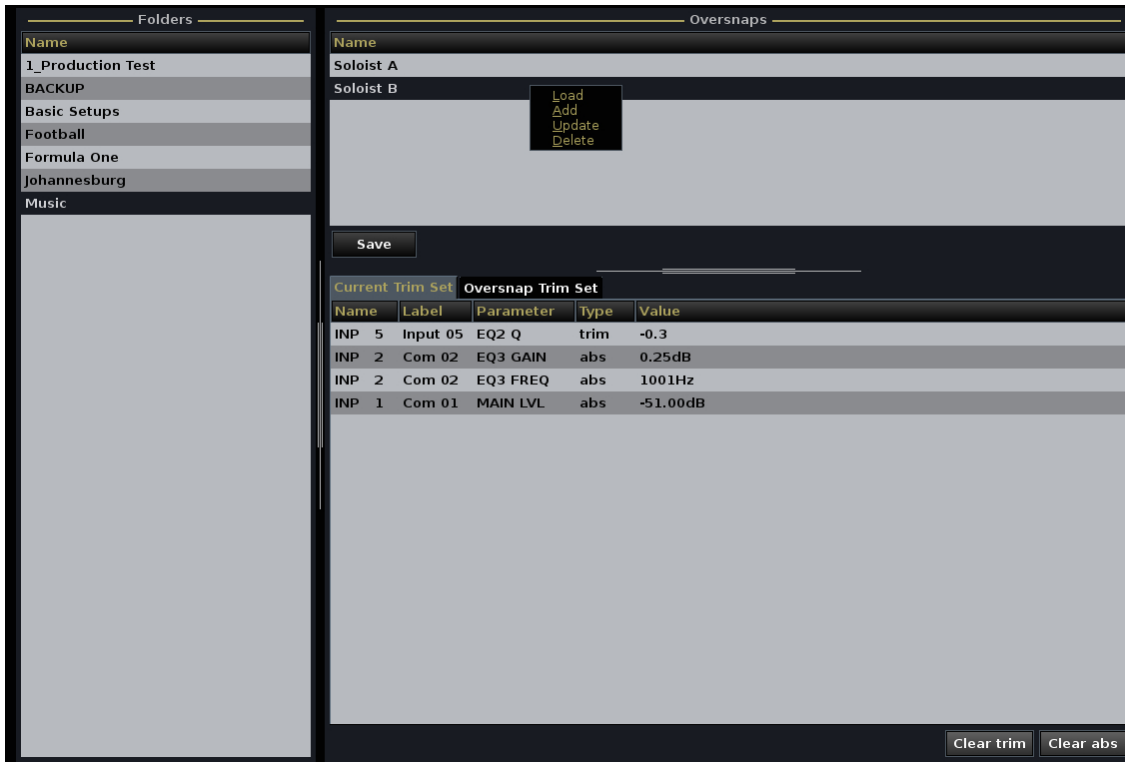 Folders
Name
1_Production Test
BACKUP
Basic Setups
Football
Formula One
Johannesburg
Music
Oversnaps
Name
Soloist A
Soloist B
Load
Add
Update
Delete
Save
Current Trim Set Oversnap Trim Set
Name Label Parameter Type Value
INP 5 Input 05 EQ2 Q trim -0.3
INP 2 Com 02 EQ3 GAIN abs 0.25dB
INP 2 Com 02 EQ3 FREQ abs 1001Hz
INP 1 Com 01 MAIN LVL abs -51.00dB
Clear trim Clear abs